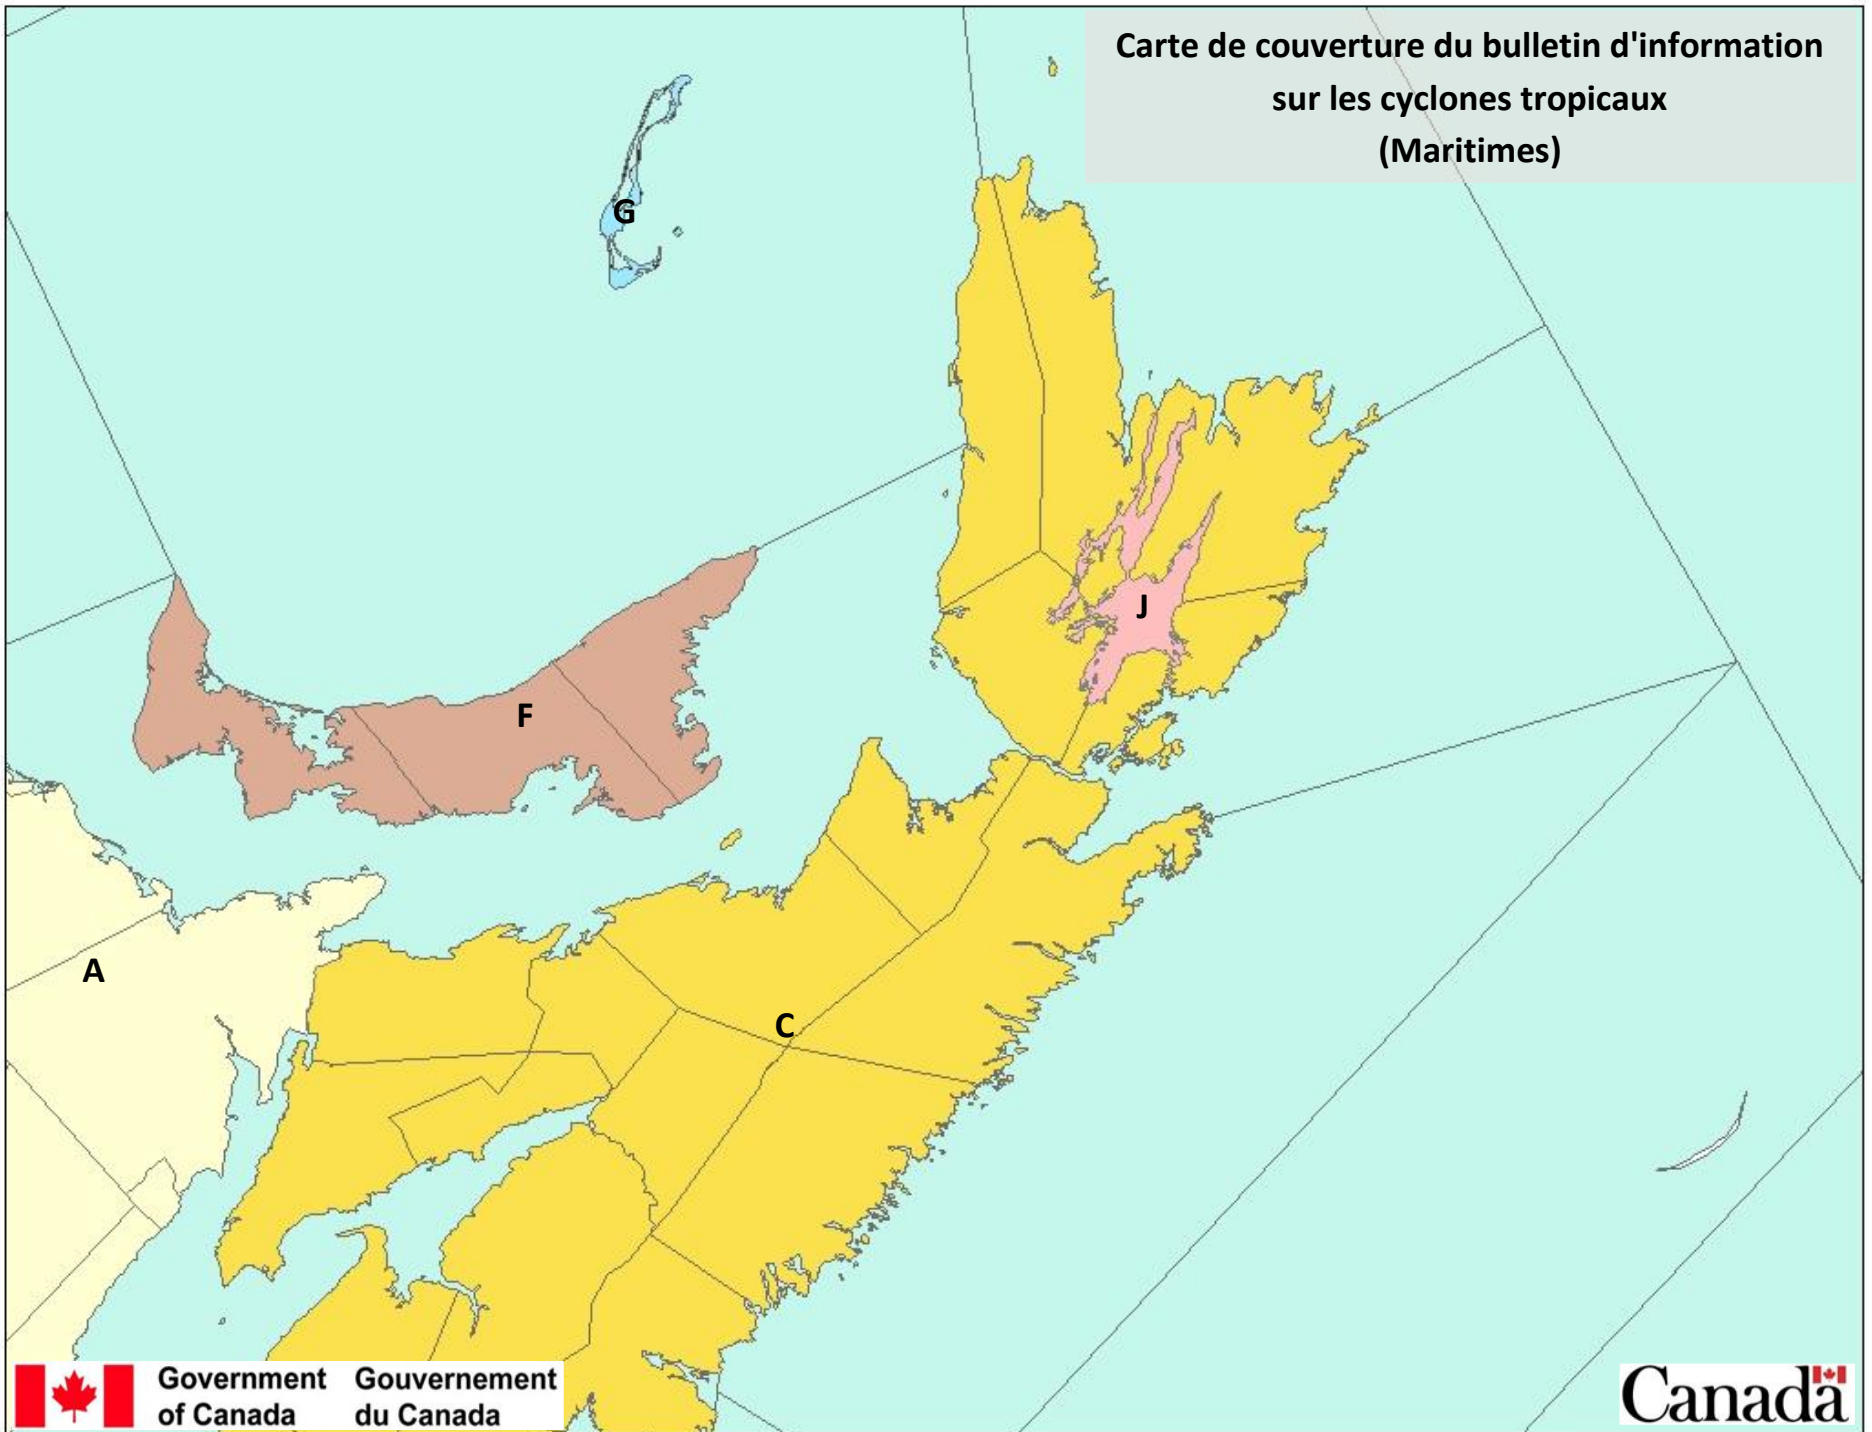 Carte de couverture du bulletin d'information
sur les cyclones tropicaux
(Maritimes)
G
J
F
A
C
Government
of Canada
Gouvernement
du Canada
Canada